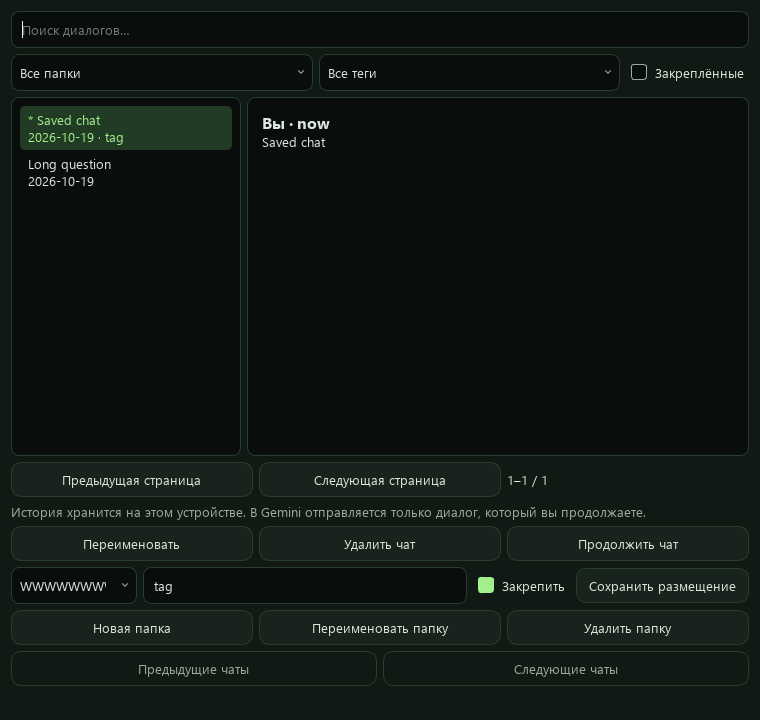 Поиск диалогов...
Все папки
Все теги
Закреплённые
* Saved chat
2026-10-19 · tag
Long question
2026-10-19
Вы · now
Saved chat
Предыдущая страница
Следующая страница
1–1 / 1
История хранится на этом устройстве. В Gemini отправляется только диалог, который вы продолжаете.
Переименовать
Удалить чат
Продолжить чат
WWWWWWW
tag
Закрепить
Сохранить размещение
Новая папка
Переименовать папку
Удалить папку
Предыдущие чаты
Следующие чаты